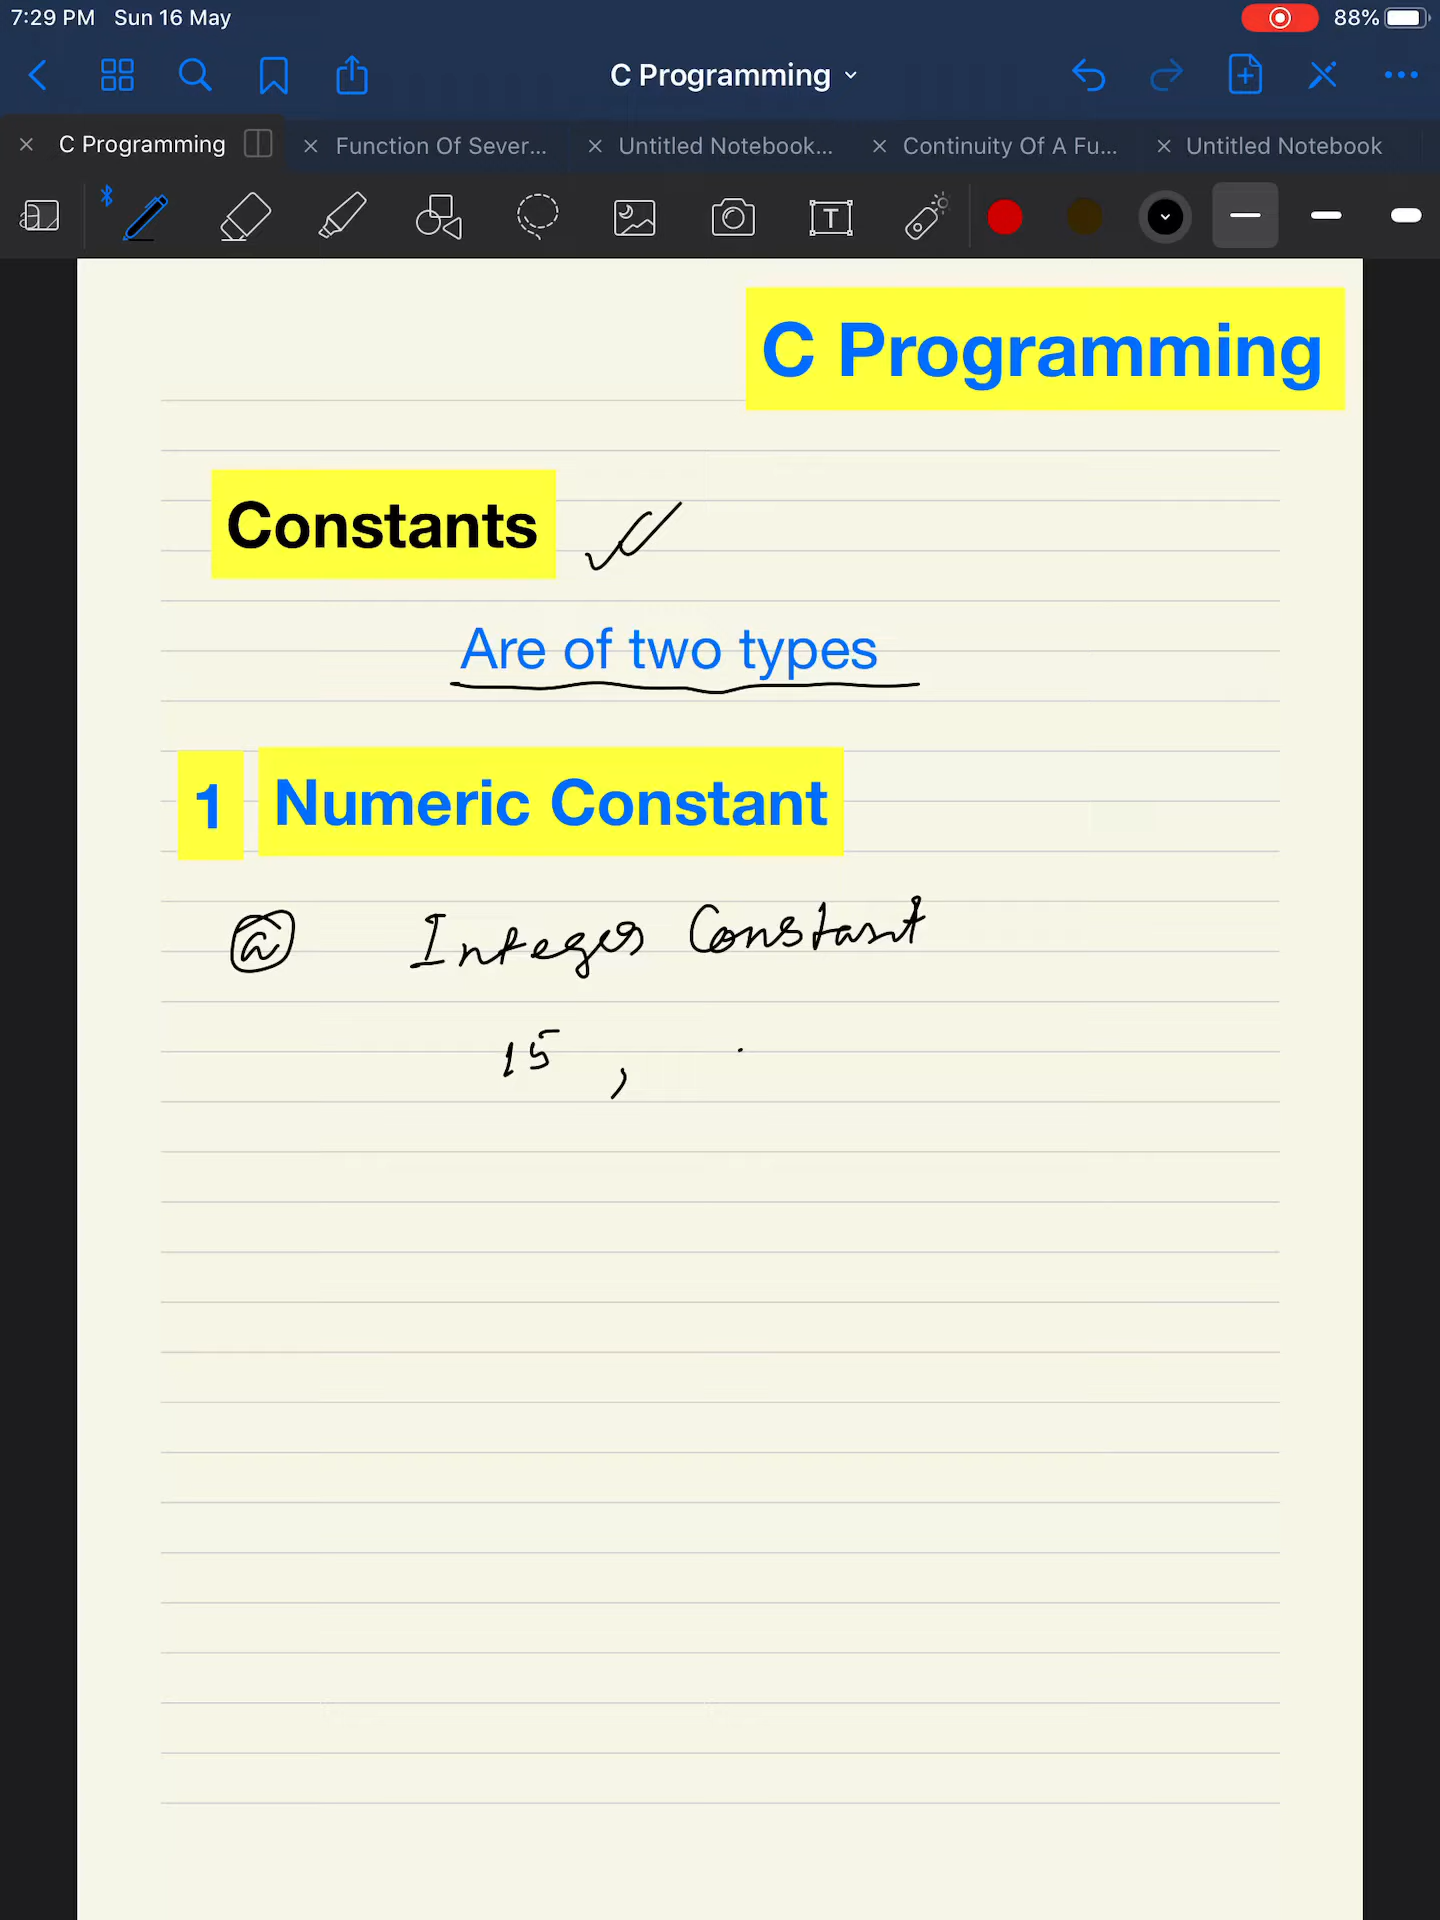 7:29 PM Sun 16 May 88%
C Programming
C Programming Function Of Sever... Untitled Notebook... Continuity Of A Fu... Untitled Notebook
C Programming
Constants
Are of two types
1 Numeric Constant
a Integer Constant
15 ,